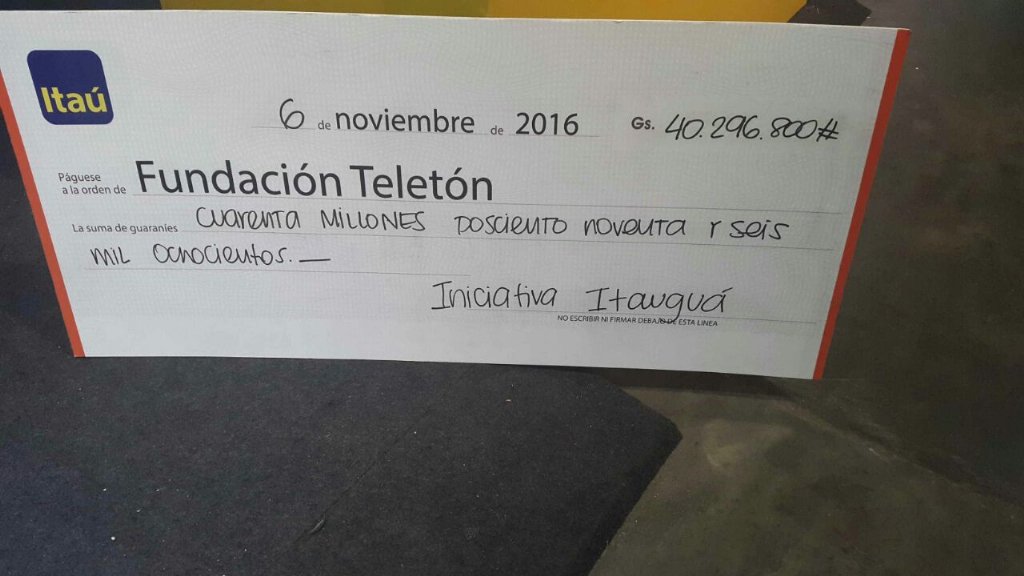 Itaú
6 de noviembre de 2016 Gs. 40.296.800#
Páguese
a la orden de Fundación Teletón
La suma de guaraníes cuarenta MILLONES Dosciento noventa y seis
mil ochocientos. —
Iniciativa Itauguá
NO ESCRIBIR NI FIRMAR DEBAJO DE ESTA LINEA